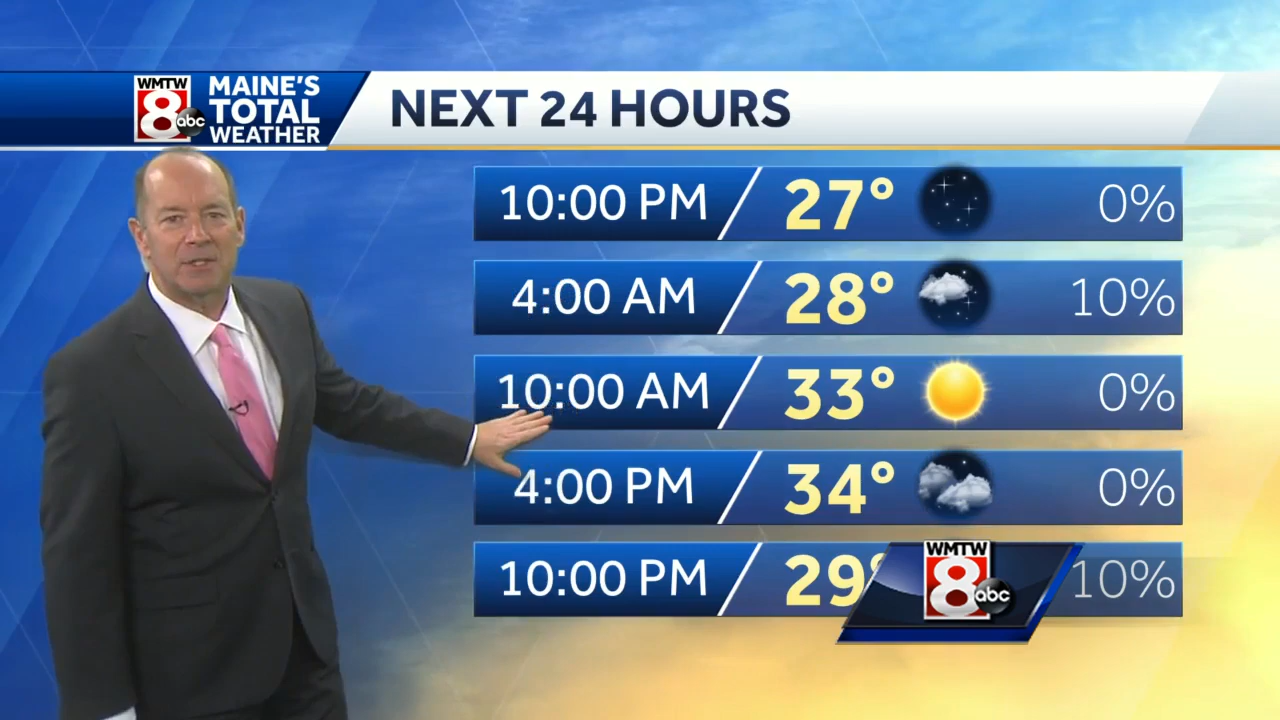 WMTW
8
abc
MAINE'S
TOTAL
WEATHER
NEXT 24 HOURS
10:00 PM 27° 0%
4:00 AM 28° 10%
10:00 AM 33° 0%
4:00 PM 34° 0%
10:00 PM 29° 10%
WMTW
8
abc